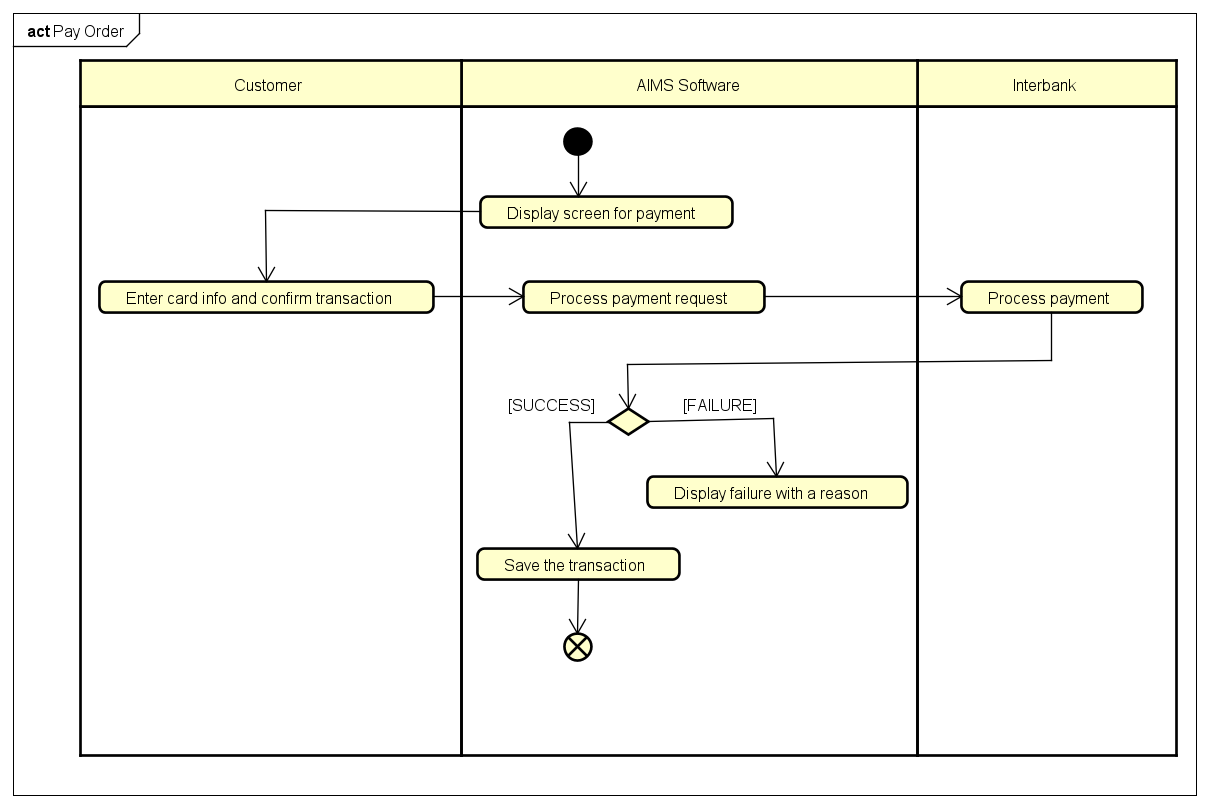 act Pay Order
Customer
AIMS Software
Interbank
Display screen for payment
Enter card info and confirm transaction
Process payment request
Process payment
[SUCCESS]
[FAILURE]
Display failure with a reason
Save the transaction